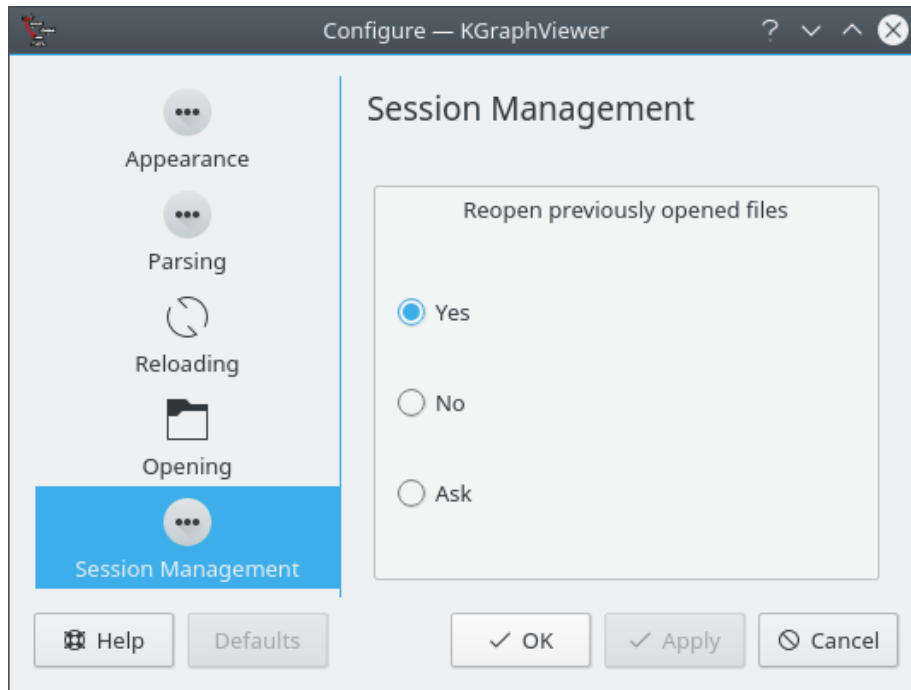 Configure — KGraphViewer
Appearance
Parsing
Reloading
Opening
Session Management
Session Management
Reopen previously opened files
Yes
No
Ask
Help
Defaults
OK
Apply
Cancel